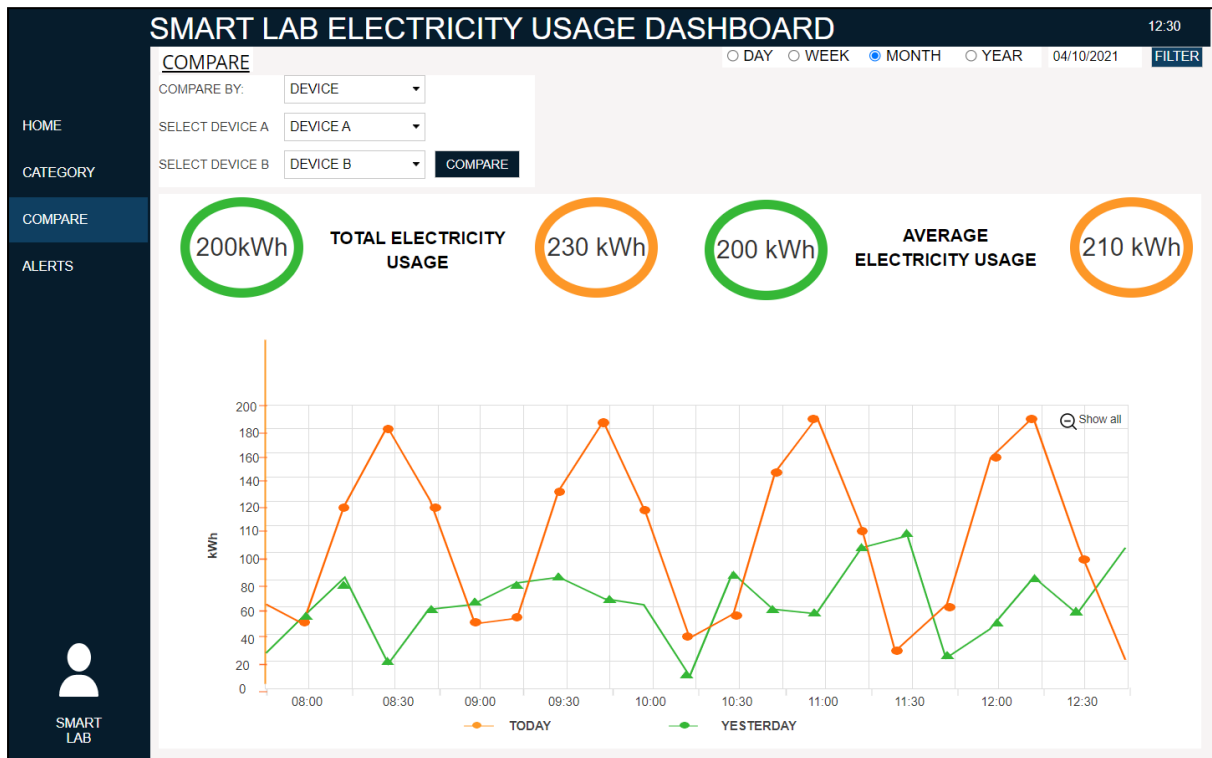 SMART LAB ELECTRICITY USAGE DASHBOARD
12:30
COMPARE
DAY WEEK MONTH YEAR 04/10/2021 FILTER
COMPARE BY: DEVICE
SELECT DEVICE A DEVICE A
SELECT DEVICE B DEVICE B COMPARE
HOME
CATEGORY
COMPARE
ALERTS
SMART
LAB
200kWh
TOTAL ELECTRICITY
USAGE
230 kWh
200 kWh
AVERAGE
ELECTRICITY USAGE
210 kWh
Show all
kWh
200
180
160
140
120
110
100
80
60
40
20
0
08:00 08:30 09:00 09:30 10:00 10:30 11:00 11:30 12:00 12:30
TODAY YESTERDAY